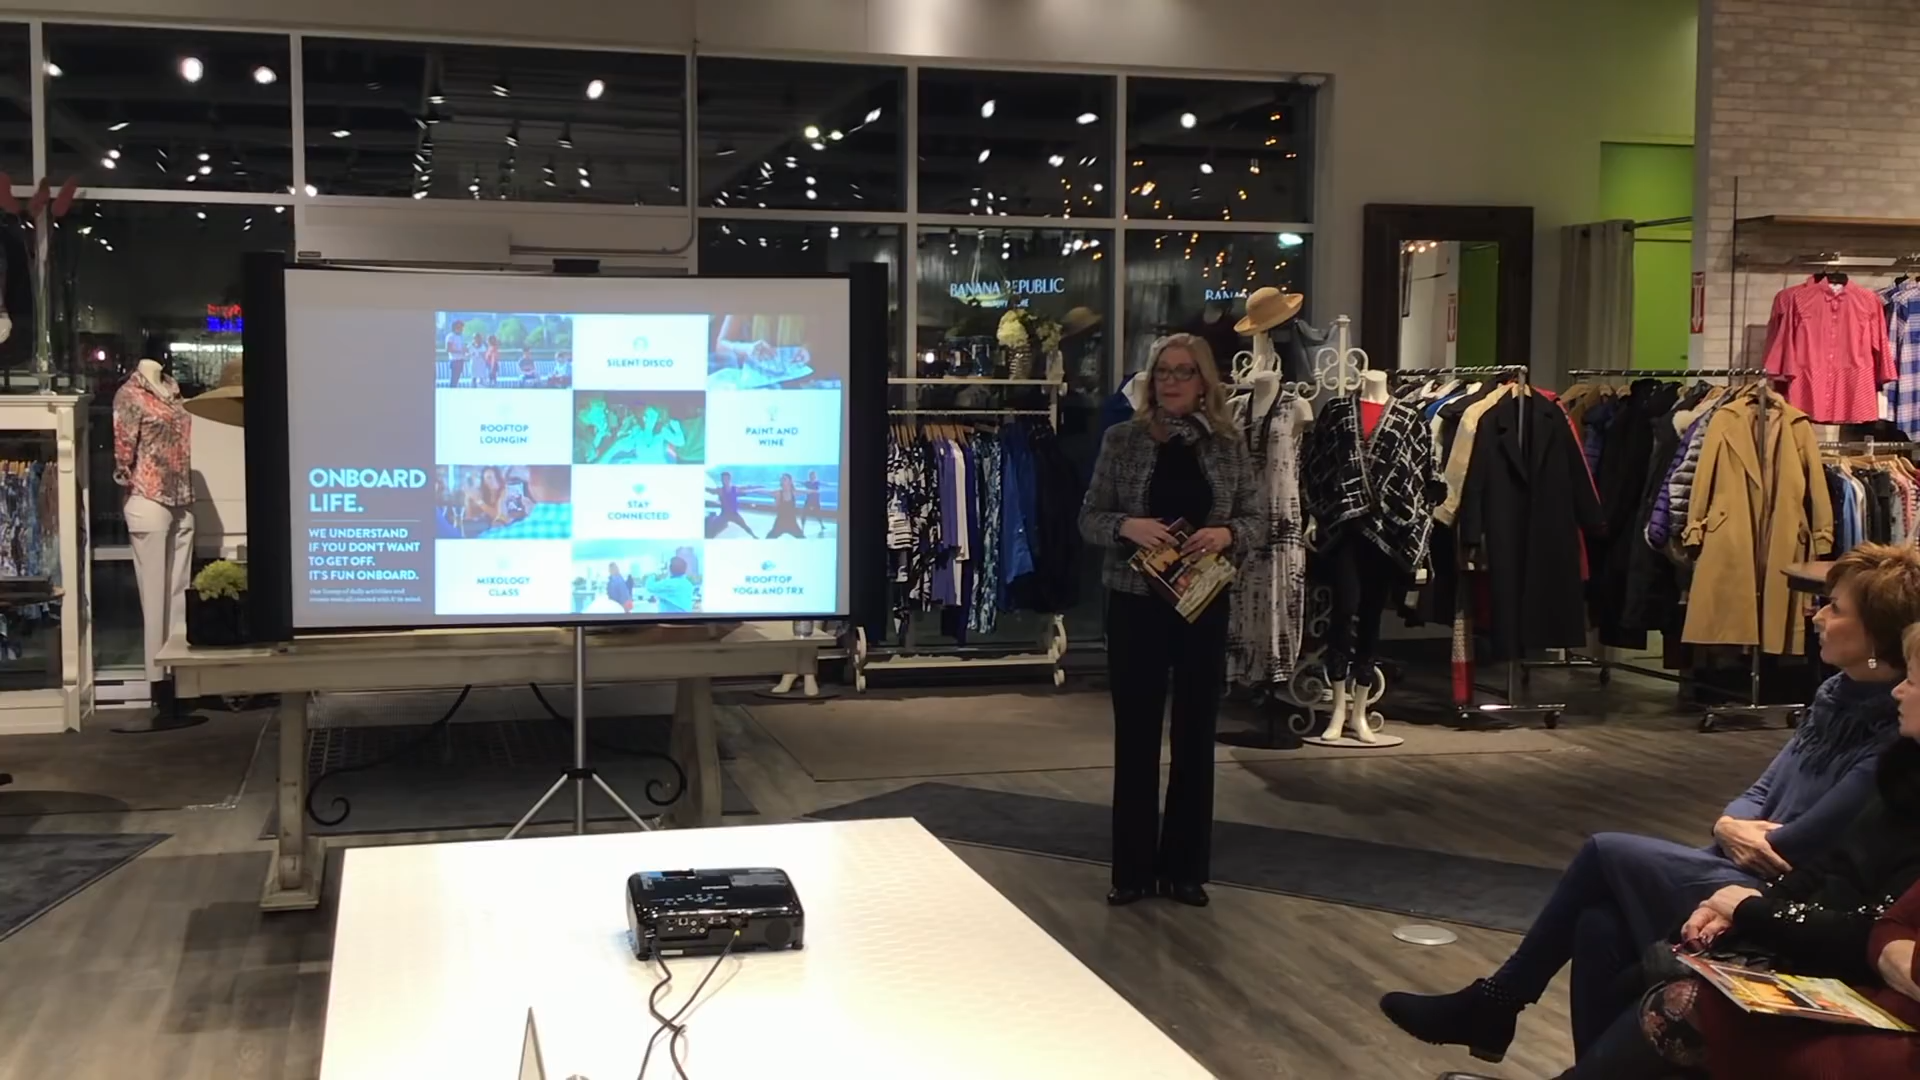 BANANA REPUBLIC
SILENT DISCO
ROOFTOP
LOUNGIN
PAINT AND
WINE
ONBOARD
LIFE.
STAY
CONNECTED
WE UNDERSTAND
IF YOU DON'T WANT
TO GET OFF.
IT'S FUN ONBOARD.
MIXOLOGY
CLASS
ROOFTOP
YOGA AND TRX